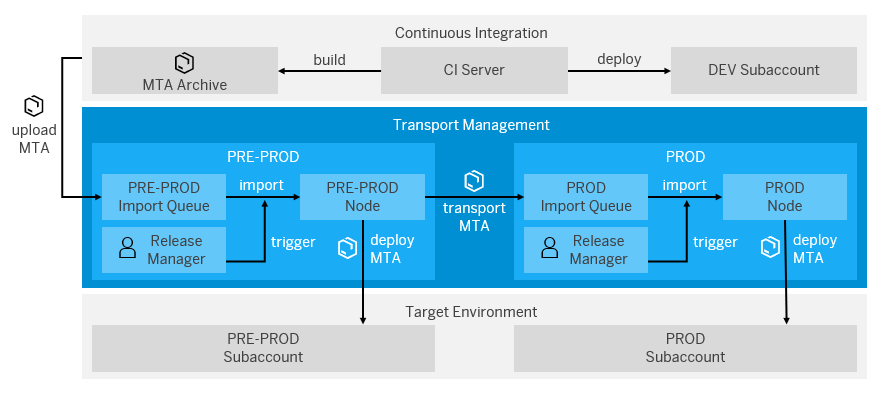 Continuous Integration
MTA Archive
build
CI Server
deploy
DEV Subaccount
upload
MTA
Transport Management
PRE-PROD
PRE-PROD
Import Queue
import
PRE-PROD
Node
Release
Manager
trigger
deploy
MTA
transport
MTA
PROD
PROD
Import Queue
import
PROD
Node
Release
Manager
trigger
deploy
MTA
Target Environment
PRE-PROD
Subaccount
PROD
Subaccount